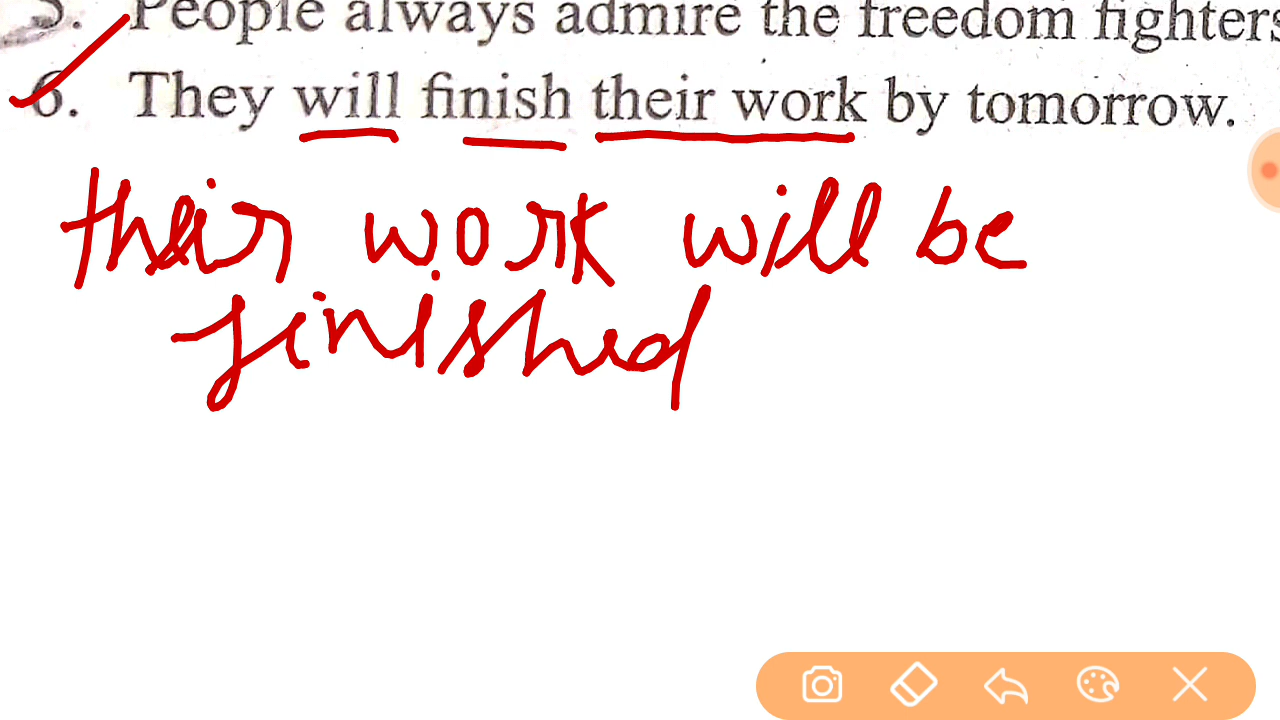 5. People always admire the freedom fighters
6. They will finish their work by tomorrow.
their work will be
finished